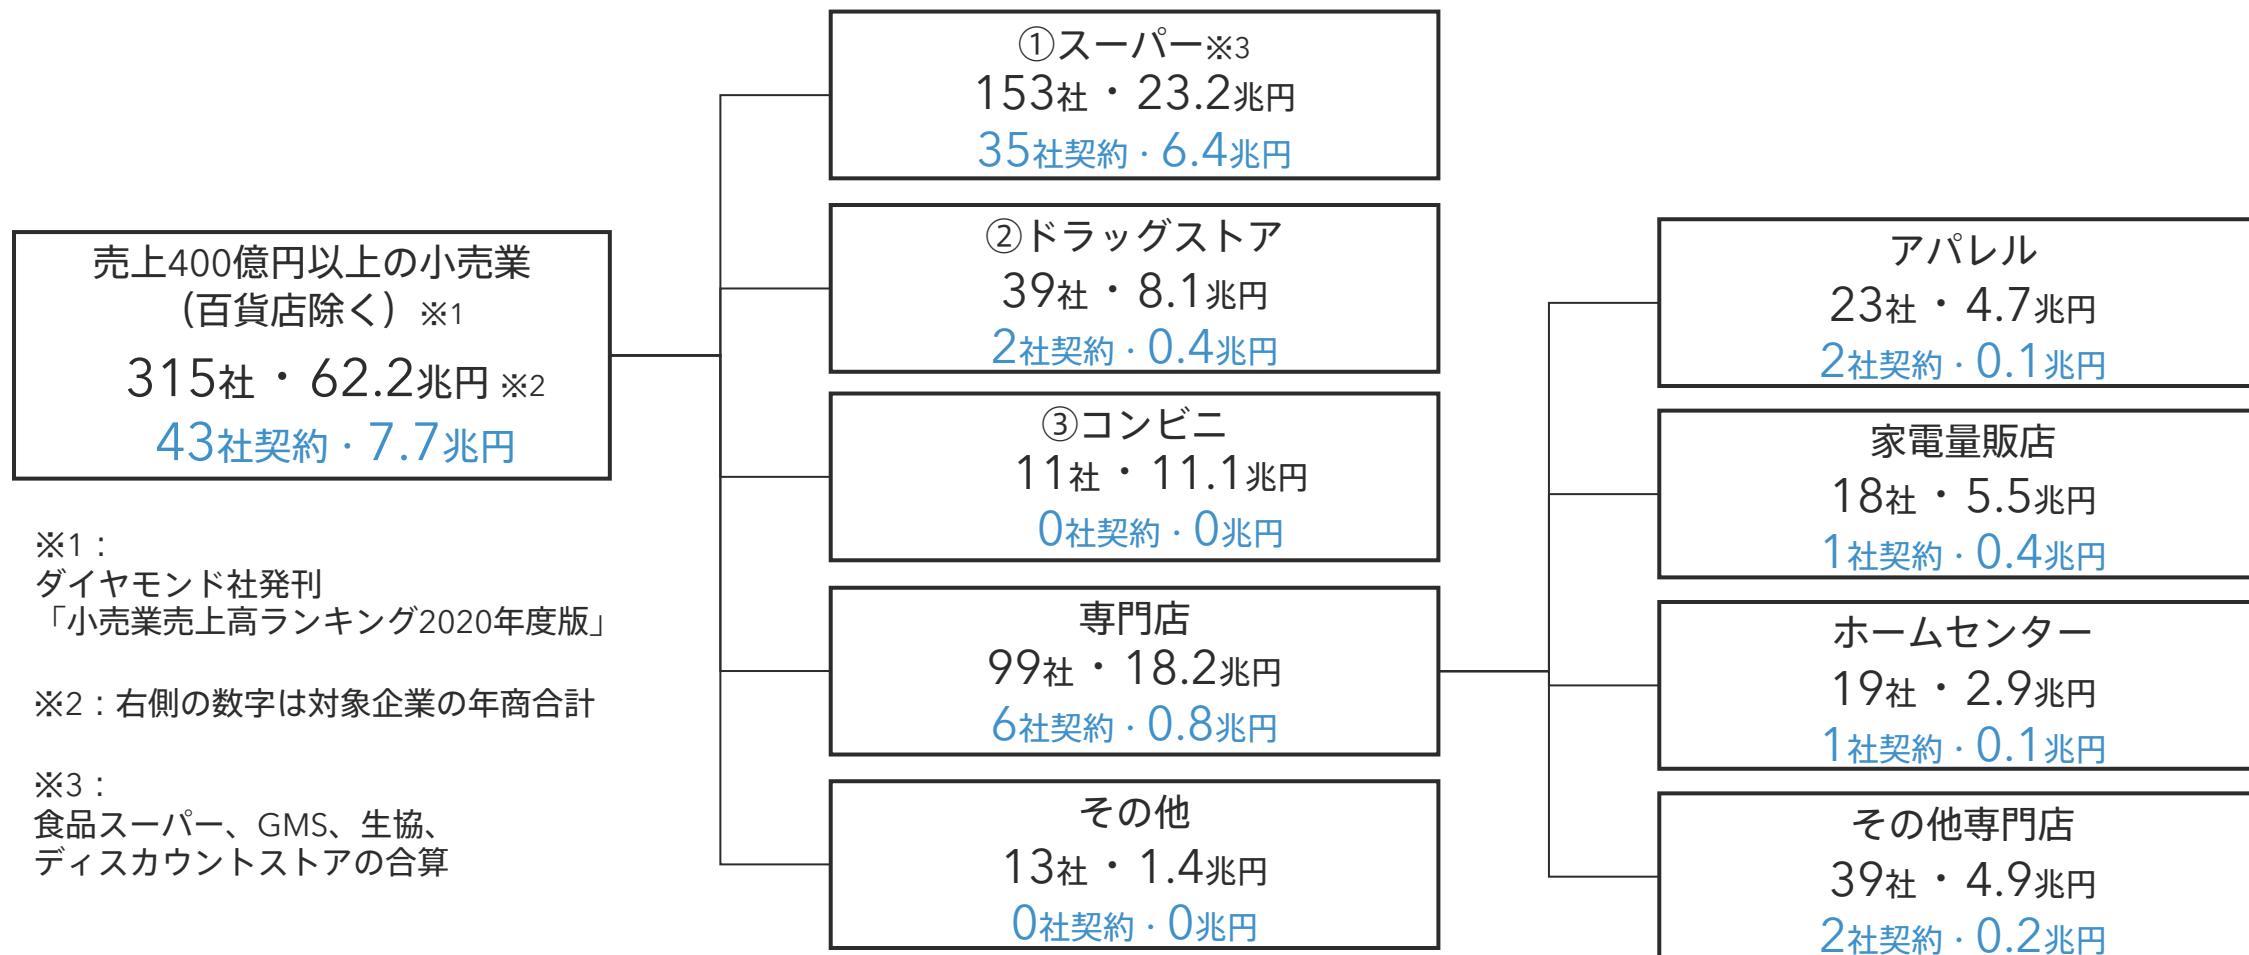 売上400億円以上の小売業
（百貨店除く）※1
315社・62.2兆円 ※2
43社契約・7.7兆円
※1：
ダイヤモンド社発刊
「小売業売上高ランキング2020年度版」
※2：右側の数字は対象企業の年商合計
※3：
食品スーパー、GMS、生協、
ディスカウントストアの合算
①スーパー※3
153社・23.2兆円
35社契約・6.4兆円
②ドラッグストア
39社・8.1兆円
2社契約・0.4兆円
③コンビニ
11社・11.1兆円
0社契約・0兆円
専門店
99社・18.2兆円
6社契約・0.8兆円
その他
13社・1.4兆円
0社契約・0兆円
アパレル
23社・4.7兆円
2社契約・0.1兆円
家電量販店
18社・5.5兆円
1社契約・0.4兆円
ホームセンター
19社・2.9兆円
1社契約・0.1兆円
その他専門店
39社・4.9兆円
2社契約・0.2兆円